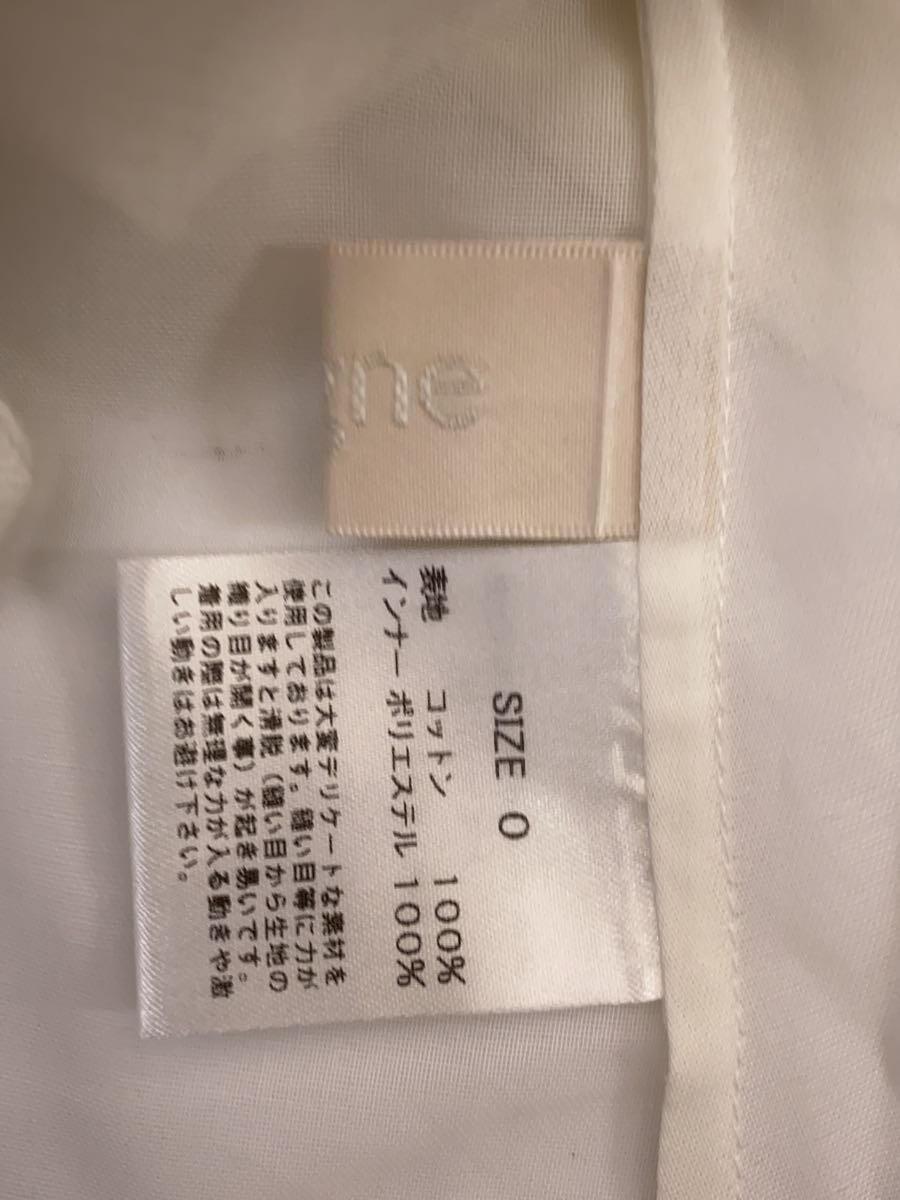 ne
SIZE 0
表地 コットン 100%
インナー ポリエステル 100%
この製品は大変デリケートな素材を
使用しております。縫い目等に力が
入りますと滑脱（縫い目から生地の
織り目が開く事）が起き易いです。
着用の際は無理な力が入る動きや激
しい動きはお避け下さい。